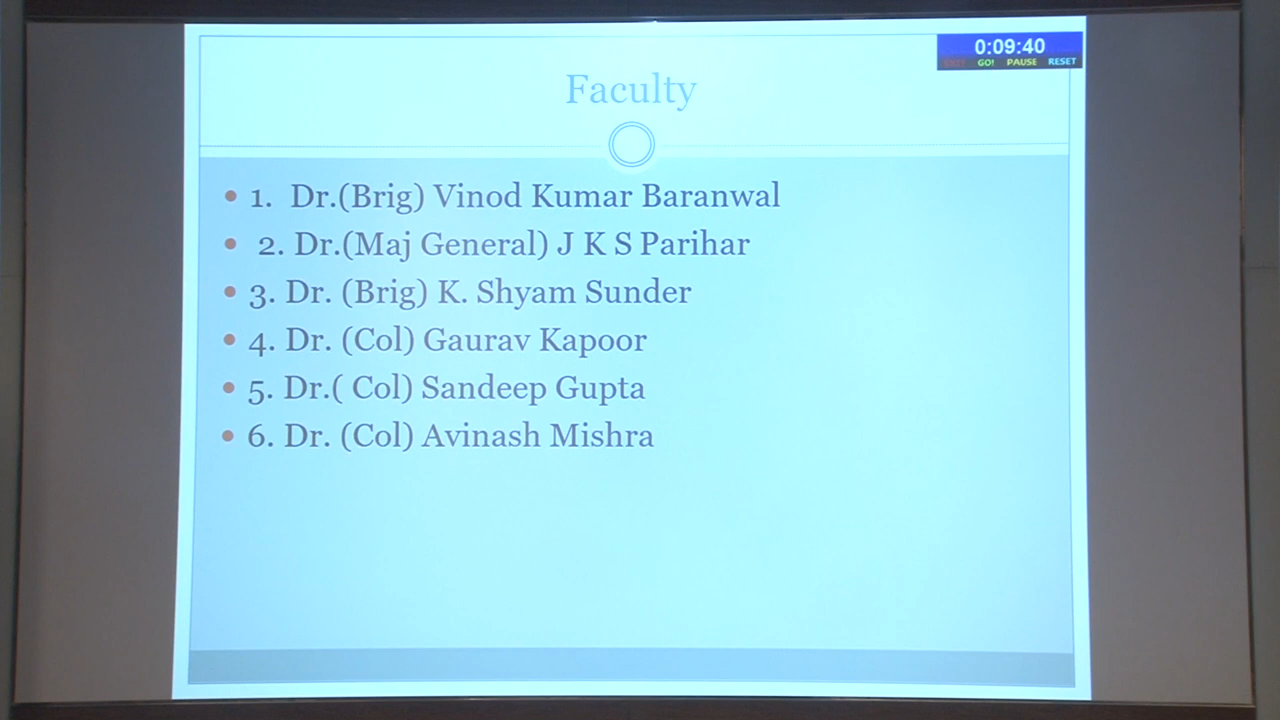 0:09:40
EXIT GO! PAUSE RESET
Faculty
• 1. Dr.(Brig) Vinod Kumar Baranwal
• 2. Dr.(Maj General) J K S Parihar
• 3. Dr. (Brig) K. Shyam Sunder
• 4. Dr. (Col) Gaurav Kapoor
• 5. Dr.( Col) Sandeep Gupta
• 6. Dr. (Col) Avinash Mishra